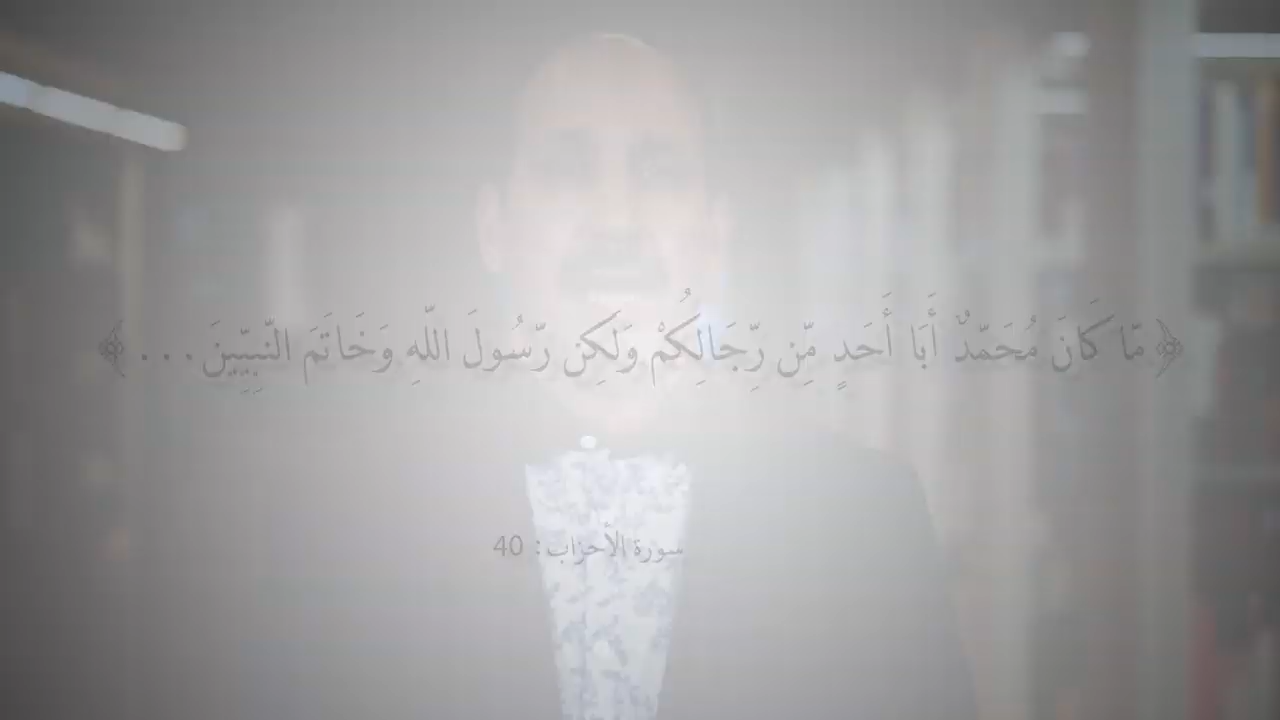 ﴿ مَّا كَانَ مُحَمَّدٌ أَبَا أَحَدٍ مِّن رِّجَالِكُمْ وَلَكِن رَّسُولَ اللَّهِ وَخَاتَمَ النَّبِيِّينَ... ﴾
سورة الأحزاب: 40